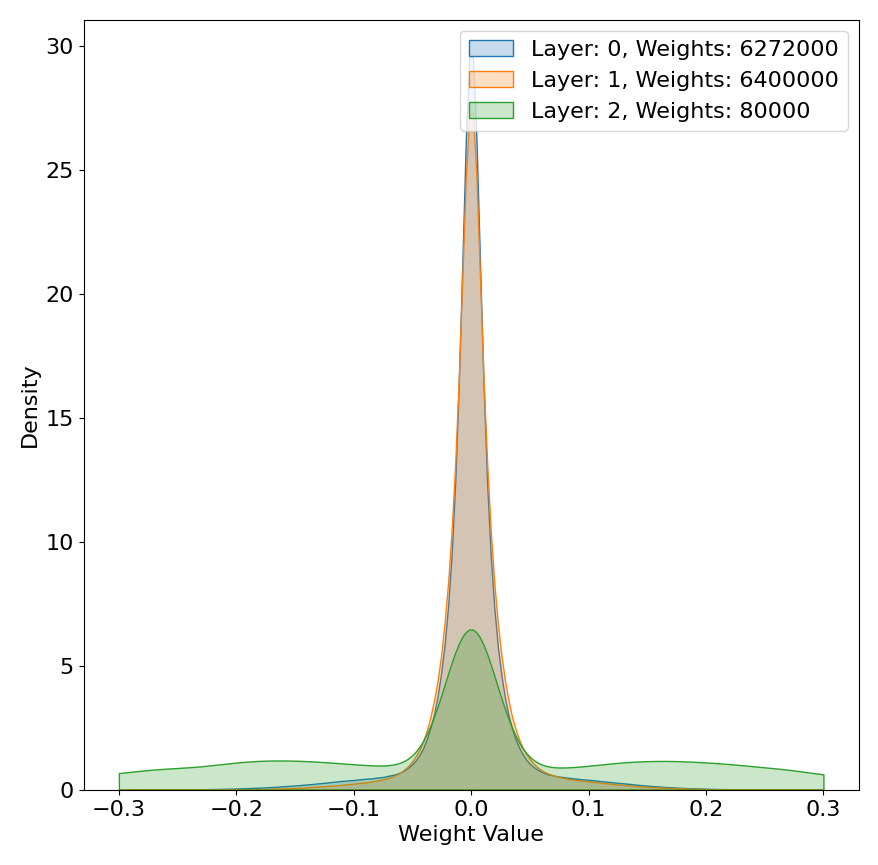 30
25
20
15
10
5
0
Density
Layer: 0, Weights: 6272000
Layer: 1, Weights: 6400000
Layer: 2, Weights: 80000
−0.3 −0.2 −0.1 0.0 0.1 0.2 0.3
Weight Value